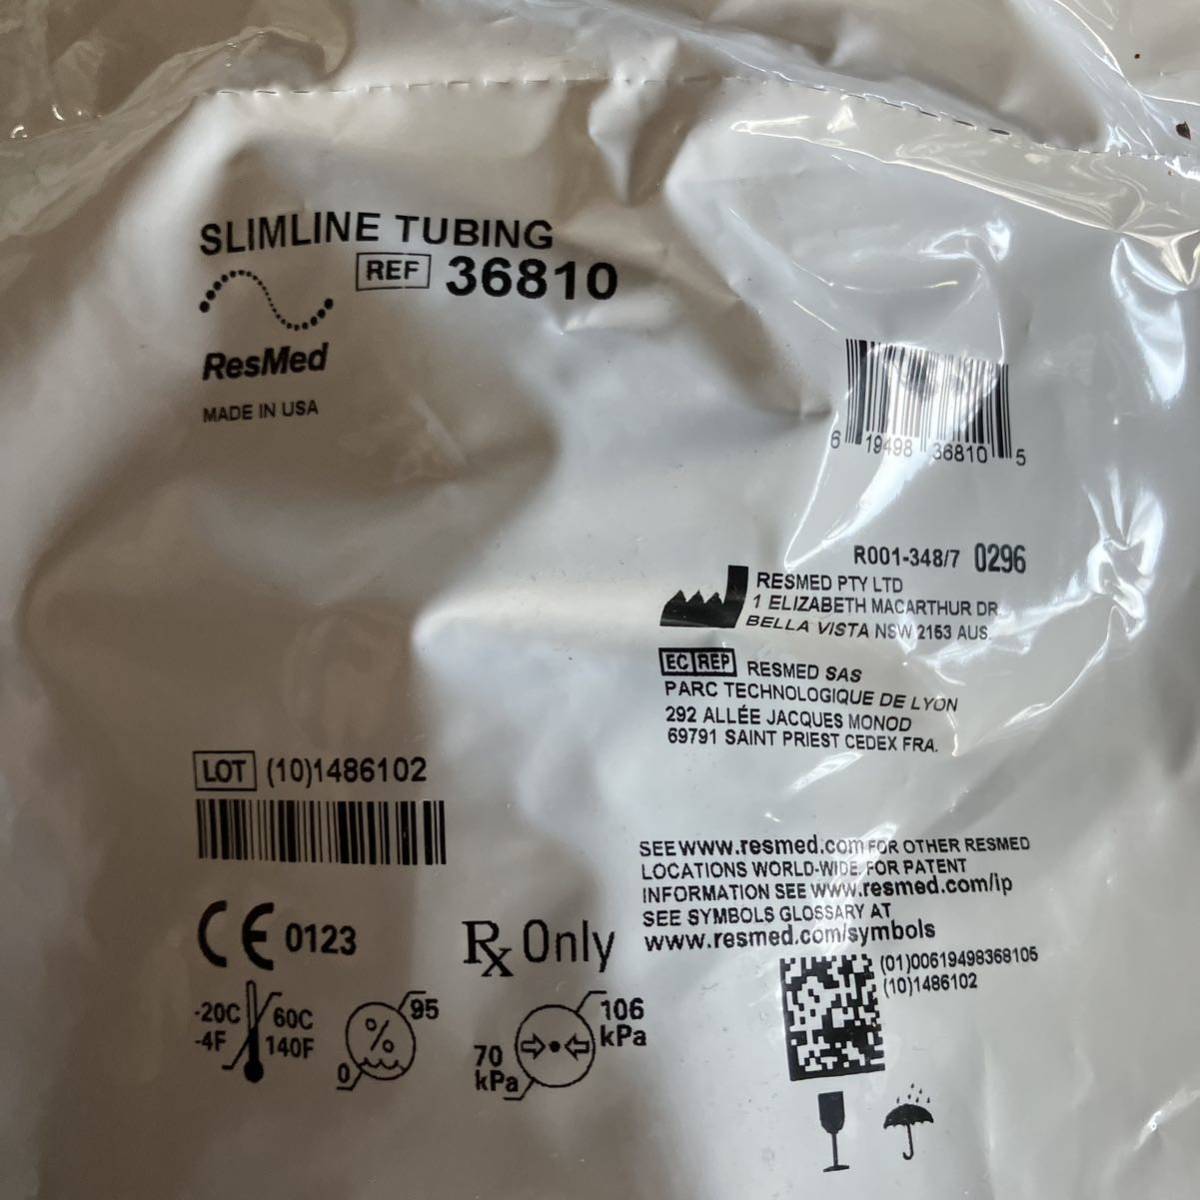 SLIMLINE TUBING
REF 36810
ResMed
MADE IN USA
6 19498 36810 5
R001-348/7 0296
RESMED PTY LTD
1 ELIZABETH MACARTHUR DR.
BELLA VISTA NSW 2153 AUS.
EC REP RESMED SAS
PARC TECHNOLOGIQUE DE LYON
292 ALLÉE JACQUES MONOD
69791 SAINT PRIEST CEDEX FRA.
LOT (10)1486102
SEE www.resmed.com FOR OTHER RESMED
LOCATIONS WORLD-WIDE. FOR PATENT
INFORMATION SEE www.resmed.com/ip
SEE SYMBOLS GLOSSARY AT
www.resmed.com/symbols
CE 0123
Rx Only
(01)00619498368105
(10)1486102
-20C 60C
-4F 140F
% 95
0
106
kPa
70
kPa